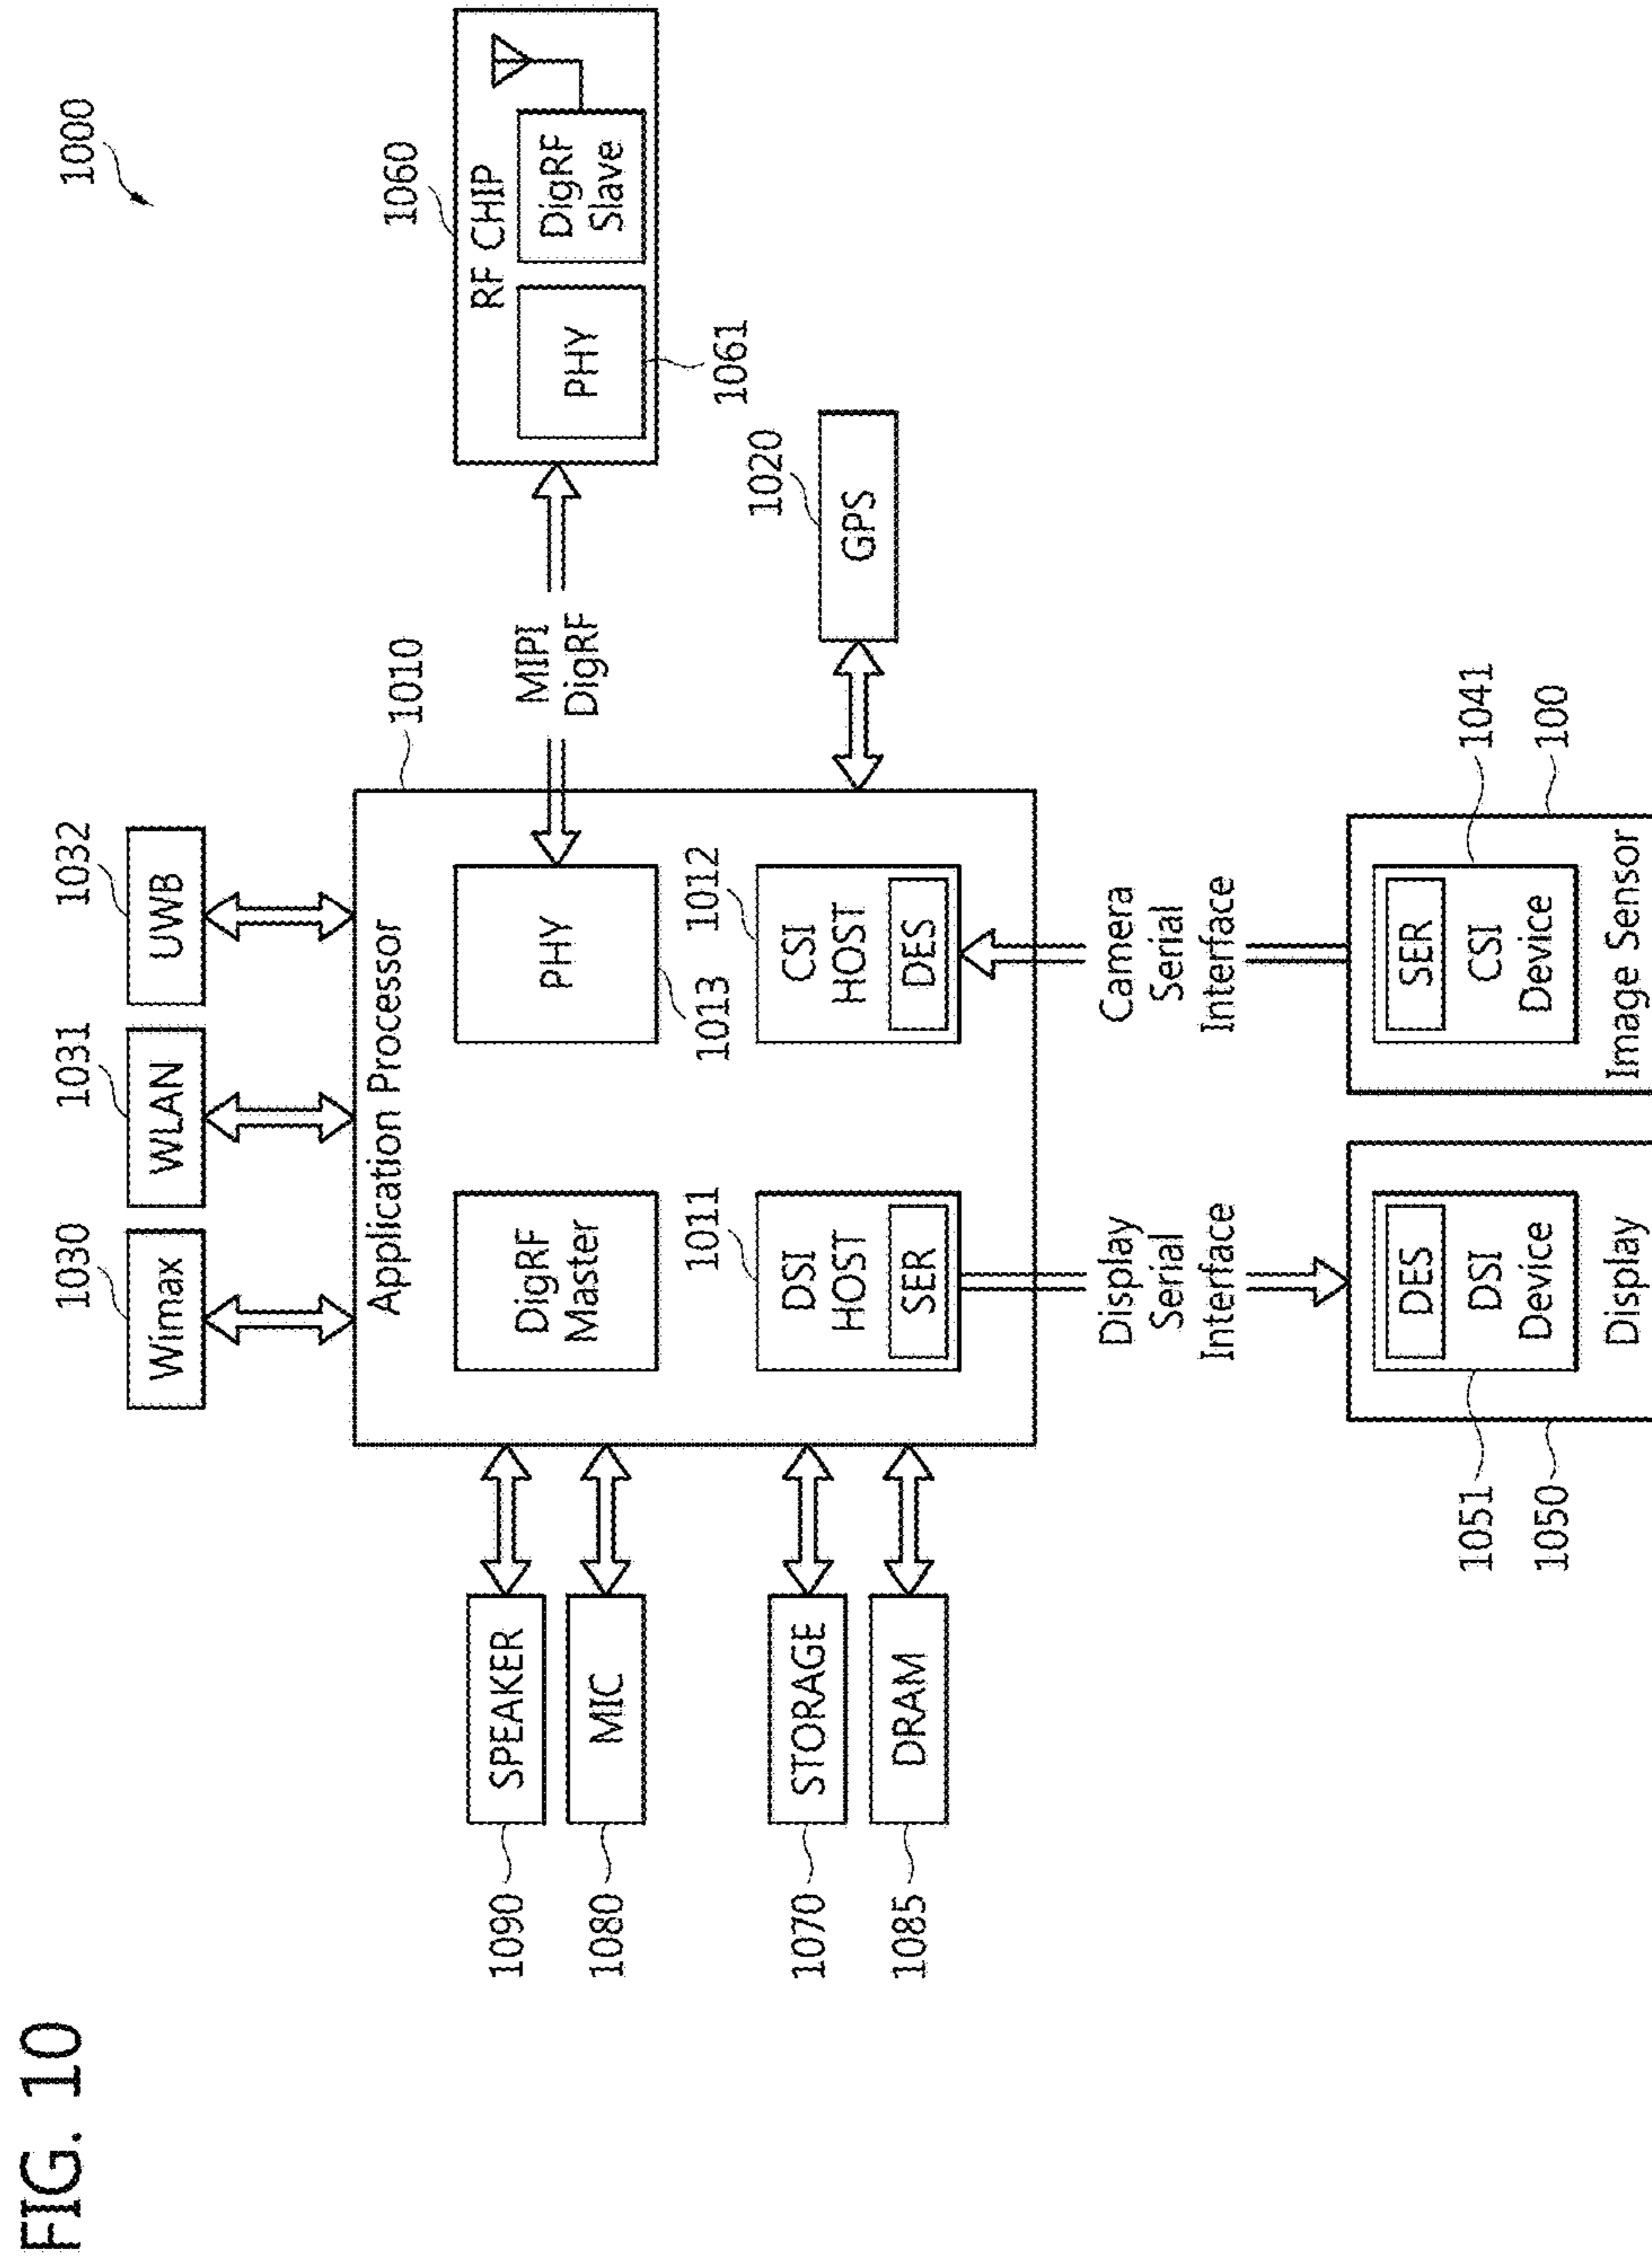 FIG. 10
1000
1030
1031
1032
Wimax
WLAN
UWB
1010
1060
Application Processor
RF CHIP
1090
SPEAKER
DigRF
Master
PHY
MIPI
DigRF
PHY
DigRF
Slave
1080
MIC
1011
1013
1012
1061
1020
1070
STORAGE
DSI
HOST
SER
CSI
HOST
DES
GPS
1085
DRAM
Display
Serial
Interface
Camera
Serial
Interface
1051
DES
DSI
Device
SER
CSI
Device
1041
1050
100
Display
Image Sensor